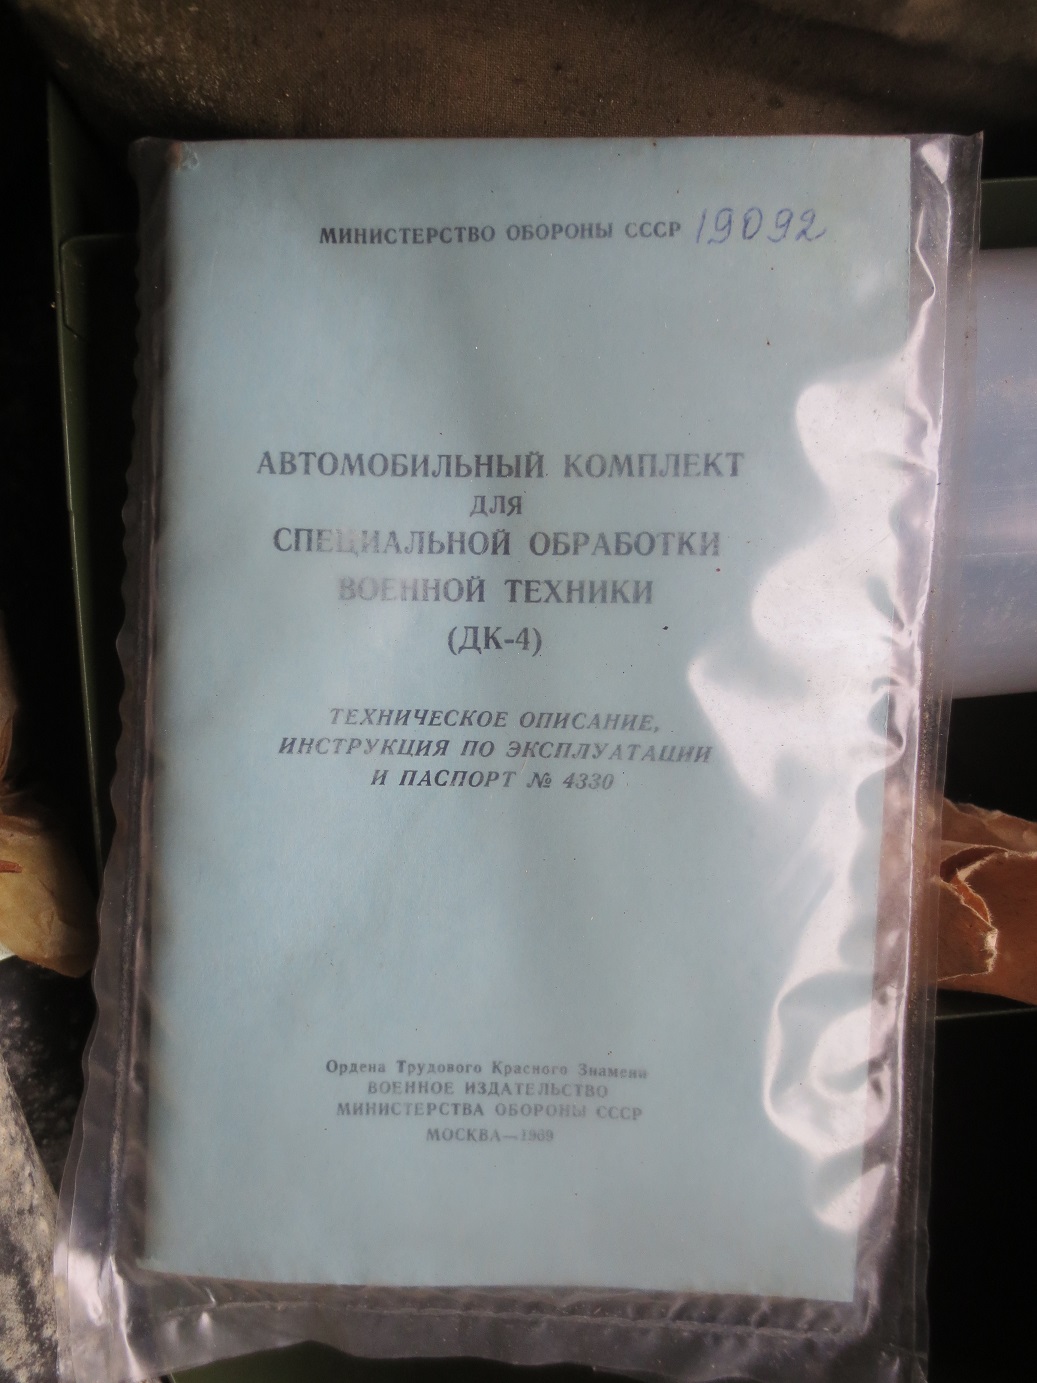 МИНИСТЕРСТВО ОБОРОНЫ СССР 19092
АВТОМОБИЛЬНЫЙ КОМПЛЕКТ
ДЛЯ
СПЕЦИАЛЬНОЙ ОБРАБОТКИ
ВОЕННОЙ ТЕХНИКИ
(ДК-4)
ТЕХНИЧЕСКОЕ ОПИСАНИЕ,
ИНСТРУКЦИЯ ПО ЭКСПЛУАТАЦИИ
И ПАСПОРТ № 4330
Ордена Трудового Красного Знамени
ВОЕННОЕ ИЗДАТЕЛЬСТВО
МИНИСТЕРСТВА ОБОРОНЫ СССР
МОСКВА—1969